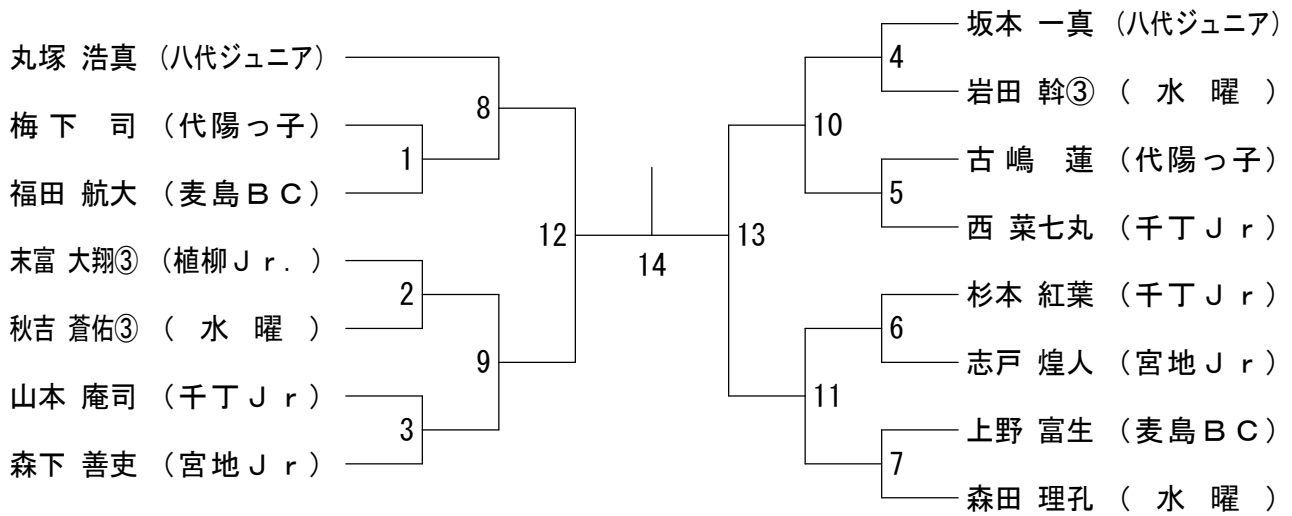 丸塚 浩真 (八代ジュニア)
梅下 司 (代陽っ子)
福田 航大 (麦島BC)
末富 大翔③ (植柳Jr.)
秋吉 蒼佑③ (水曜)
山本 庵司 (千丁Jr)
森下 善吏 (宮地Jr)
1
2
3
8
9
12
14
13
10
11
4
5
6
7
坂本 一真 (八代ジュニア)
岩田 斡③ (水曜)
古嶋 蓮 (代陽っ子)
西 菜七丸 (千丁Jr)
杉本 紅葉 (千丁Jr)
志戸 煌人 (宮地Jr)
上野 富生 (麦島BC)
森田 理孔 (水曜)